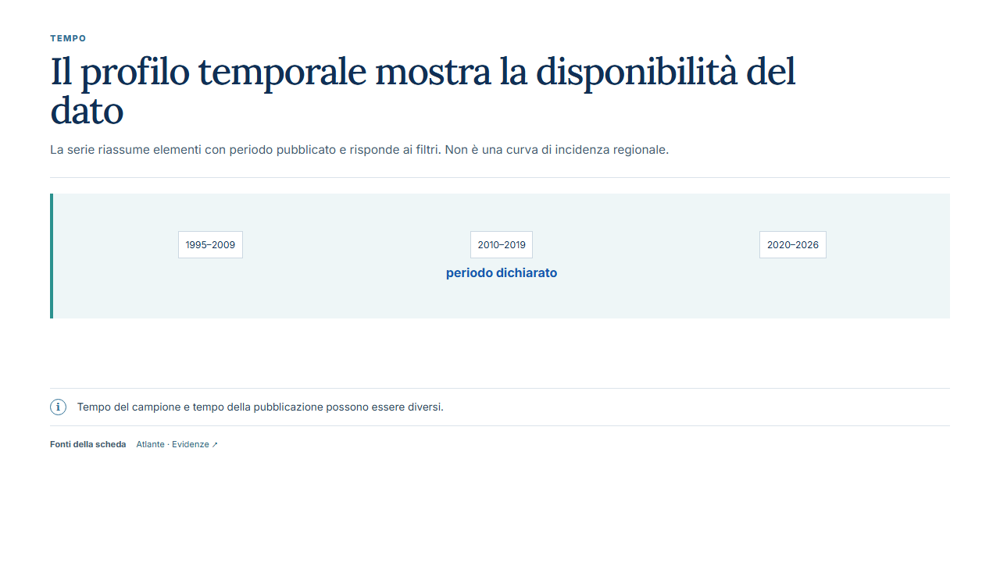 TEMPO
Il profilo temporale mostra la disponibilità del
dato
La serie riassume elementi con periodo pubblicato e risponde ai filtri. Non è una curva di incidenza regionale.
1995–2009
2010–2019
2020–2026
periodo dichiarato
i Tempo del campione e tempo della pubblicazione possono essere diversi.
Fonti della scheda Atlante · Evidenze ↗